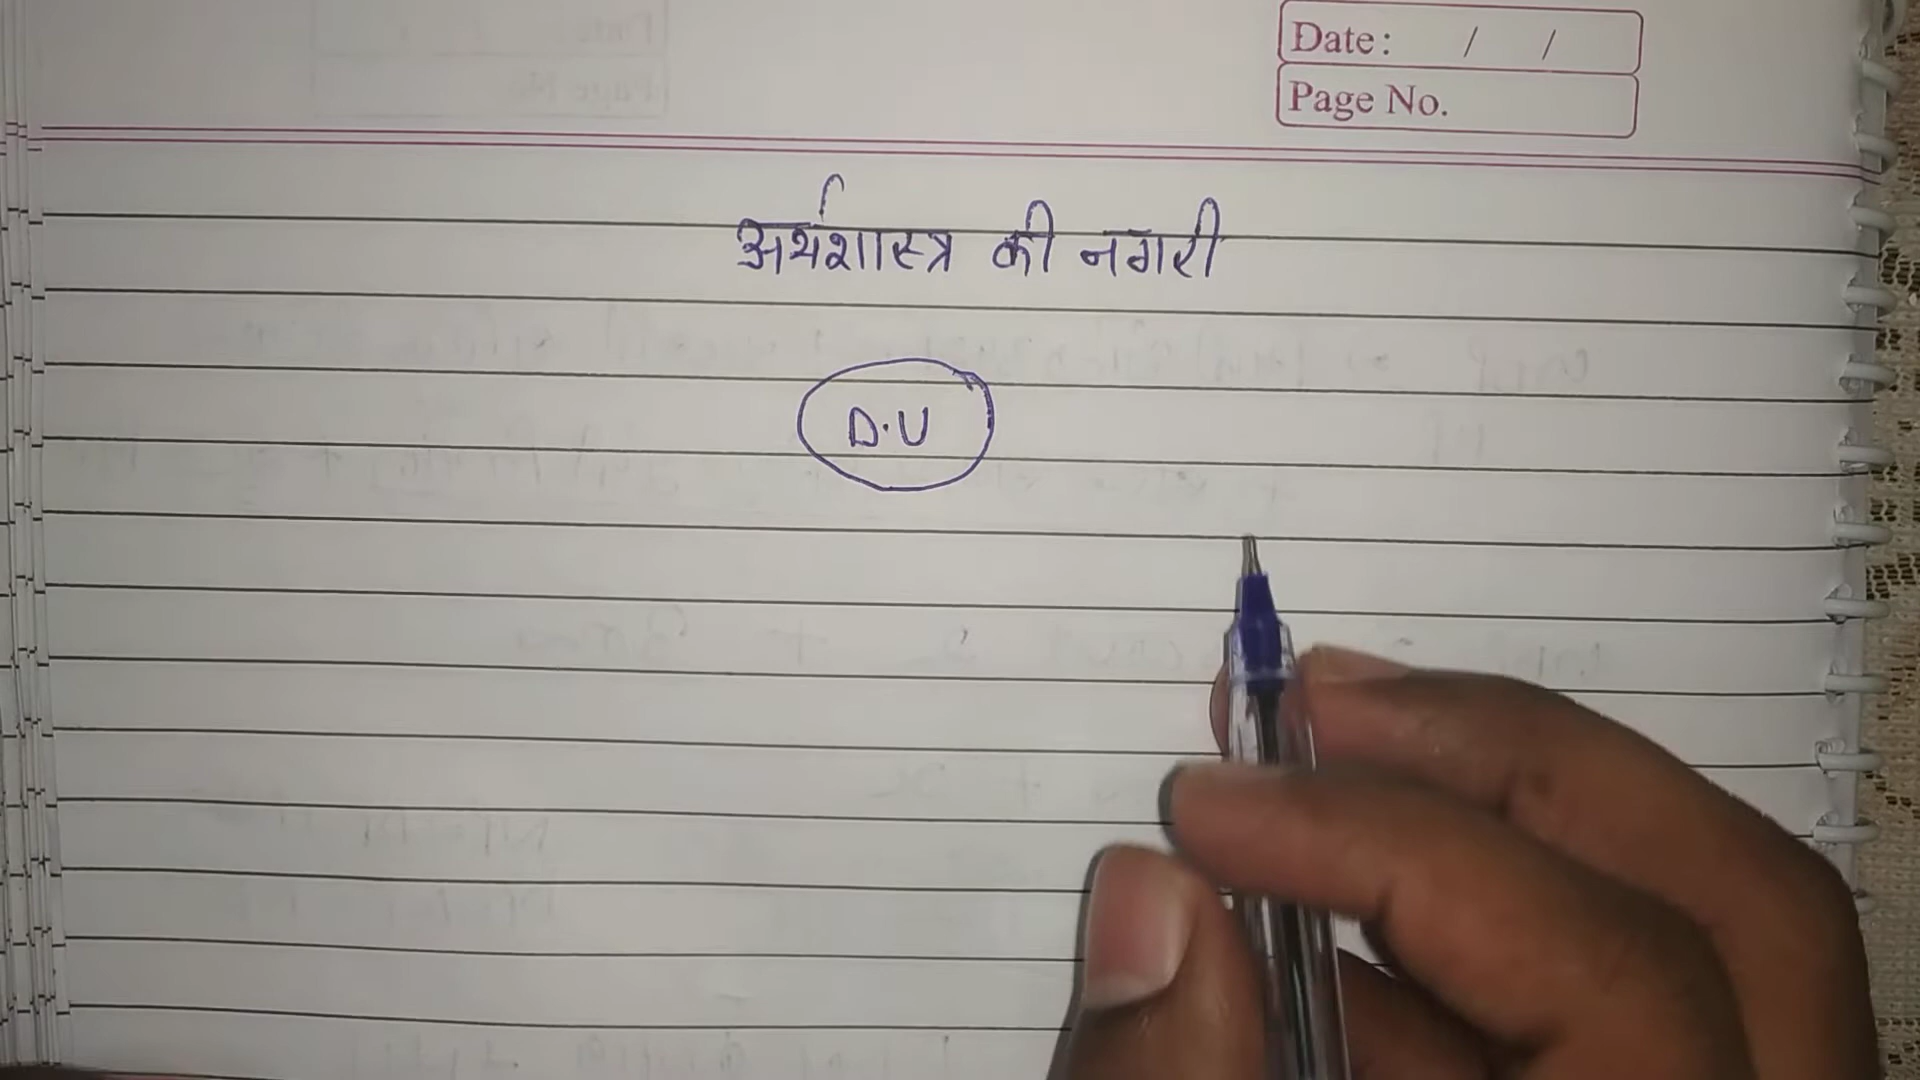 Date: / /
Page No.
अर्थशास्त्र की नगरी
D.U